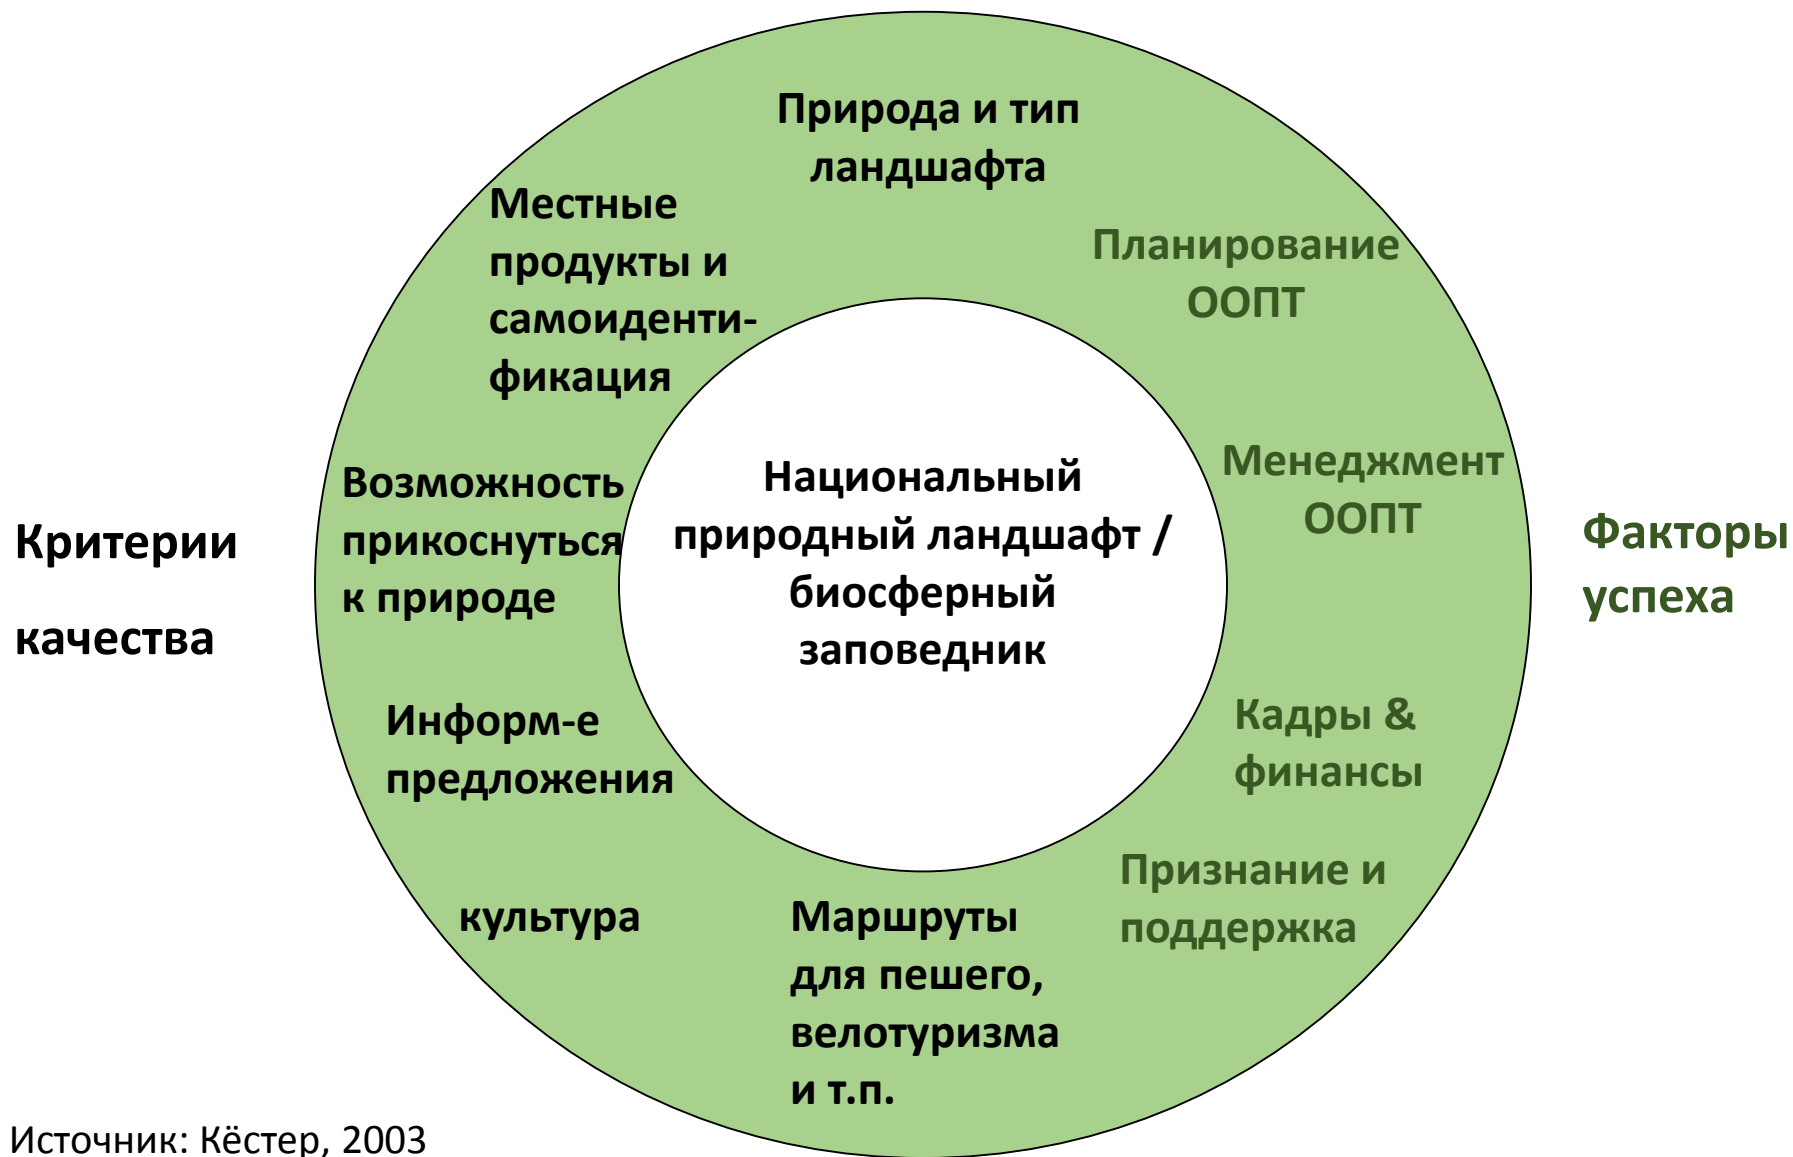 Природа и тип
ландшафта
Местные
продукты и
самоиденти-
фикация
Планирование
ООПТ
Критерии
качества
Возможность
прикоснуться
к природе
Национальный
природный ландшафт /
биосферный
заповедник
Менеджмент
ООПТ
Факторы
успеха
Информ-е
предложения
Кадры &
финансы
культура
Маршруты
для пешего,
велотуризма
и т.п.
Признание и
поддержка
Источник: Кёстер, 2003